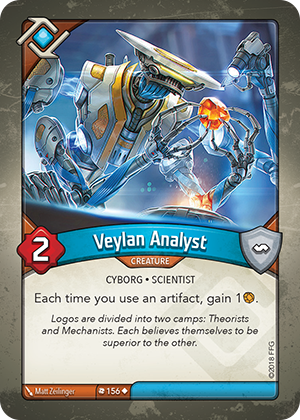 Veylan Analyst
CREATURE
2
CYBORG • SCIENTIST
Each time you use an artifact, gain 1.
Logos are divided into two camps: Theorists
and Mechanists. Each believes themselves to be
superior to the other.
Matt Zeilinger
156
©2018 FFG